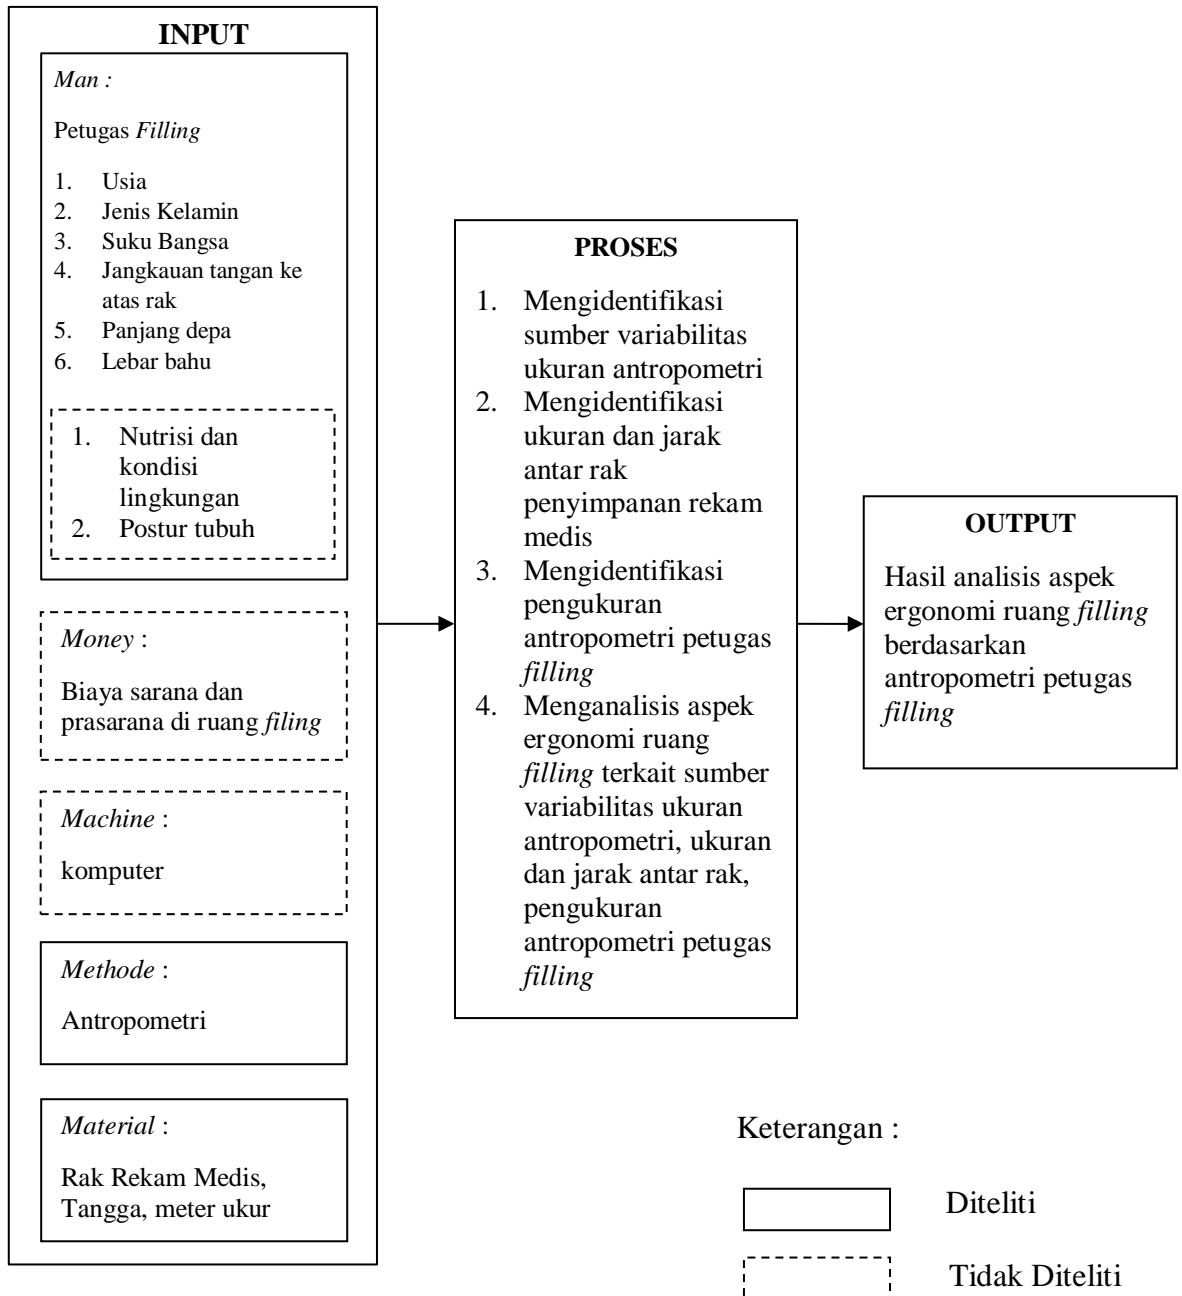 INPUT
Man :
Petugas Filling
1. Usia
2. Jenis Kelamin
3. Suku Bangsa
4. Jangkauan tangan ke
atas rak
5. Panjang depa
6. Lebar bahu
1. Nutrisi dan
kondisi
lingkungan
2. Postur tubuh
Money :
Biaya sarana dan
prasarana di ruang filing
Machine :
komputer
Methode :
Antropometri
Material :
Rak Rekam Medis,
Tangga, meter ukur
PROSES
1. Mengidentifikasi
sumber variabilitas
ukuran antropometri
2. Mengidentifikasi
ukuran dan jarak
antar rak
penyimpanan rekam
medis
3. Mengidentifikasi
pengukuran
antropometri petugas
filling
4. Menganalisis aspek
ergonomi ruang
filling terkait sumber
variabilitas ukuran
antropometri, ukuran
dan jarak antar rak,
pengukuran
antropometri petugas
filling
OUTPUT
Hasil analisis aspek
ergonomi ruang filling
berdasarkan
antropometri petugas
filling
Keterangan :
Diteliti
Tidak Diteliti